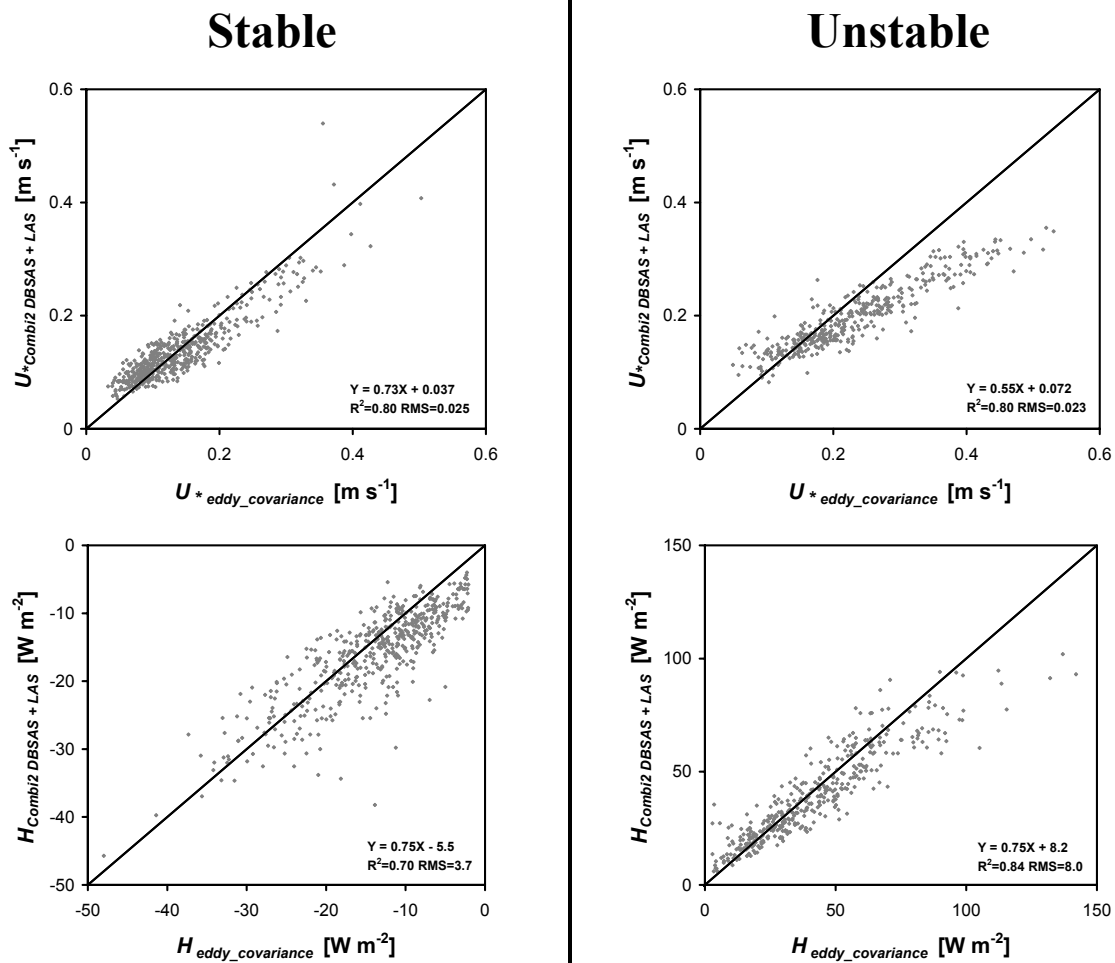 Stable
Unstable
0.6
0.4
0.2
0
U*Combi2 DBSAS + LAS [m s-1]
Y = 0.73X + 0.037
R2=0.80 RMS=0.025
0 0.2 0.4 0.6
U * eddy_covariance [m s-1]
0.6
0.4
0.2
0
U*Combi2 DBSAS + LAS [m s-1]
Y = 0.55X + 0.072
R2=0.80 RMS=0.023
0 0.2 0.4 0.6
U * eddy_covariance [m s-1]
0
-10
-20
-30
-40
-50
HCombi2 DBSAS + LAS [W m-2]
Y = 0.75X - 5.5
R2=0.70 RMS=3.7
-50 -40 -30 -20 -10 0
H eddy_covariance [W m-2]
150
100
50
0
HCombi2 DBSAS + LAS [W m-2]
Y = 0.75X + 8.2
R2=0.84 RMS=8.0
0 50 100 150
H eddy_covariance [W m-2]